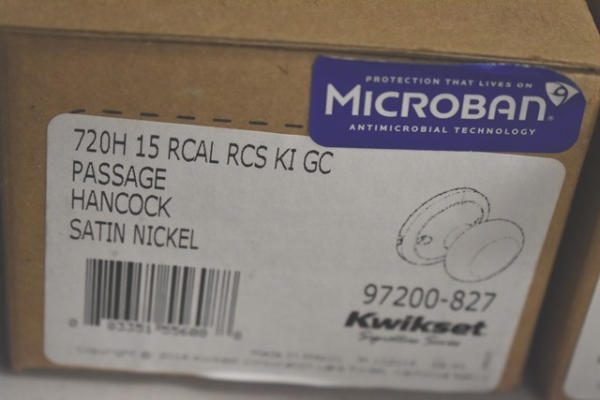 PROTECTION THAT LIVES ON
MICROBAN®
ANTIMICROBIAL TECHNOLOGY
720H 15 RCAL RCS KI GC
PASSAGE
HANCOCK
SATIN NICKEL
97200-827
Kwikset
Signature Series